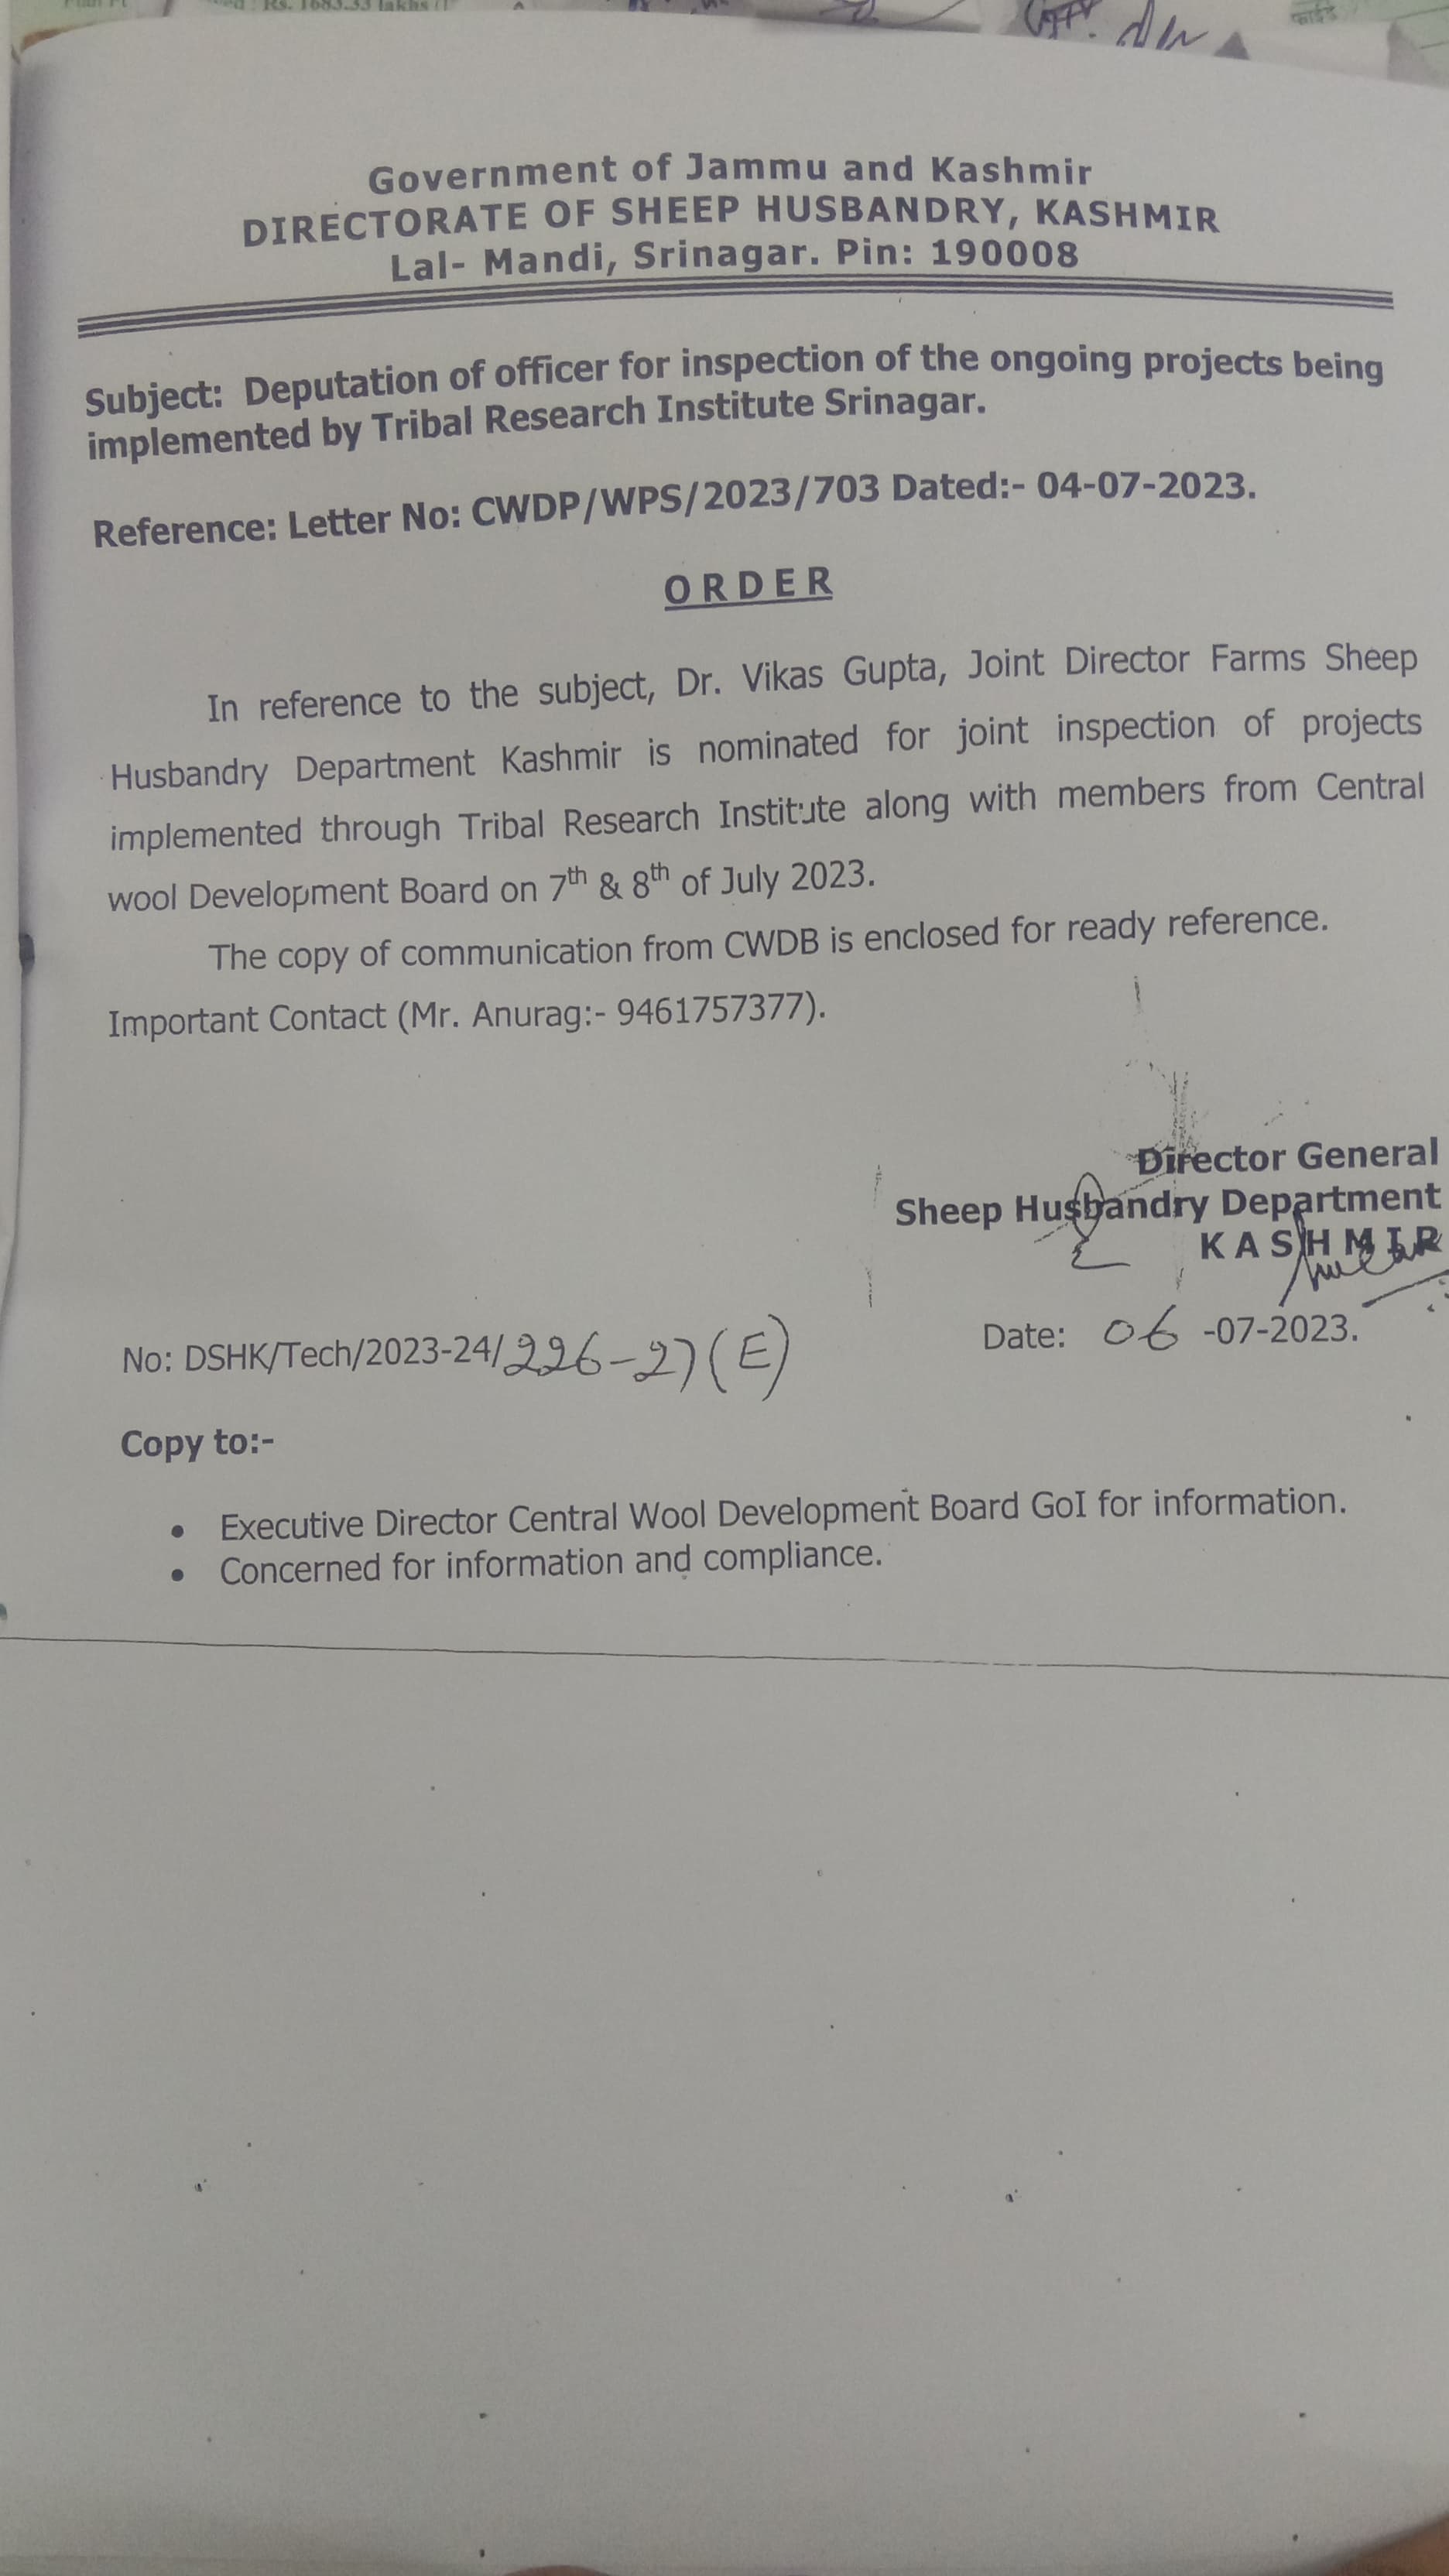 Rs. 1683.33 lakhs
Government of Jammu and Kashmir
DIRECTORATE OF SHEEP HUSBANDRY, KASHMIR
Lal- Mandi, Srinagar. Pin: 190008
Subject: Deputation of officer for inspection of the ongoing projects being
implemented by Tribal Research Institute Srinagar.
Reference: Letter No: CWDP/WPS/2023/703 Dated:- 04-07-2023.
ORDER
In reference to the subject, Dr. Vikas Gupta, Joint Director Farms Sheep
Husbandry Department Kashmir is nominated for joint inspection of projects
implemented through Tribal Research Institute along with members from Central
wool Development Board on 7th & 8th of July 2023.
The copy of communication from CWDB is enclosed for ready reference.
Important Contact (Mr. Anurag:- 9461757377).
Director General
Sheep Husbandry Department
KASHMIR
No: DSHK/Tech/2023-24/226-27(E)
Date: 06-07-2023.
Copy to:-
• Executive Director Central Wool Development Board GoI for information.
• Concerned for information and compliance.